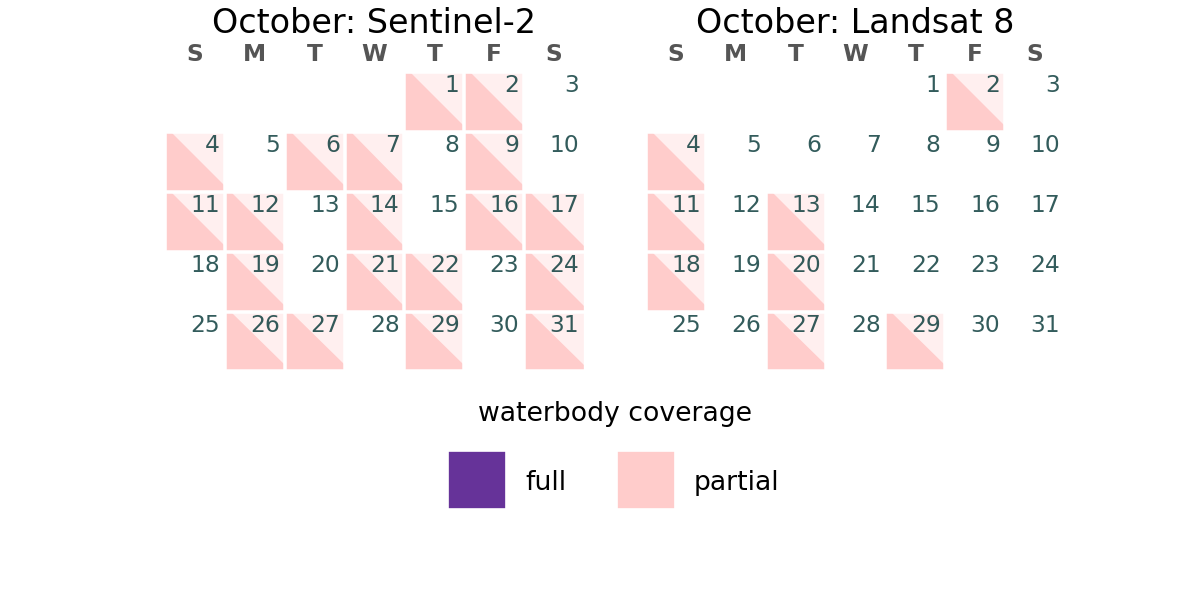 October: Sentinel-2
S M T W T F S
1 2 3
4 5 6 7 8 9 10
11 12 13 14 15 16 17
18 19 20 21 22 23 24
25 26 27 28 29 30 31
October: Landsat 8
S M T W T F S
1 2 3
4 5 6 7 8 9 10
11 12 13 14 15 16 17
18 19 20 21 22 23 24
25 26 27 28 29 30 31
waterbody coverage
full partial